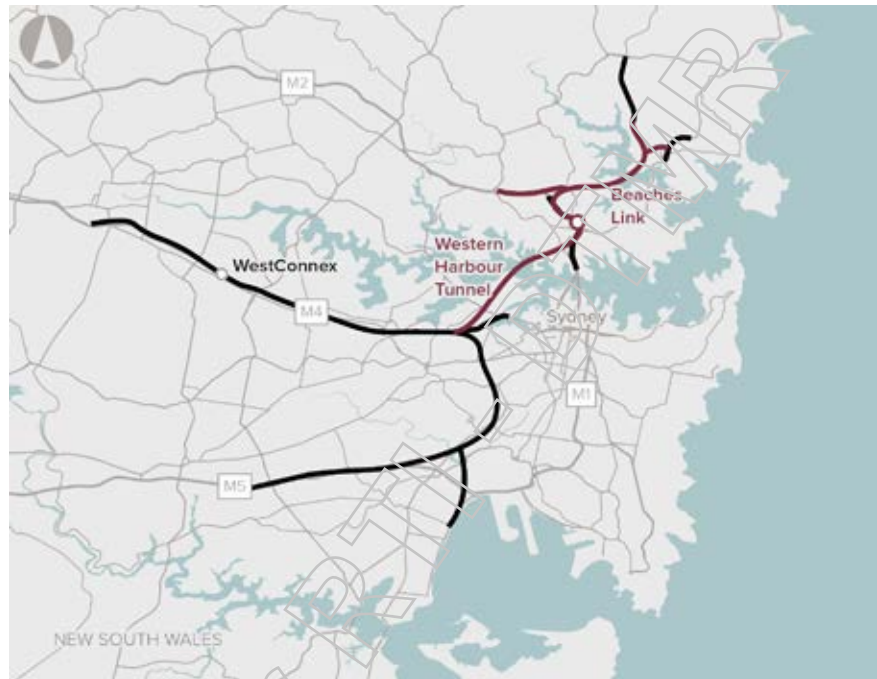 M2
Beaches
Link
Western
Harbour
Tunnel
WestConnex
M4
Sydney
M1
M5
NEW SOUTH WALES